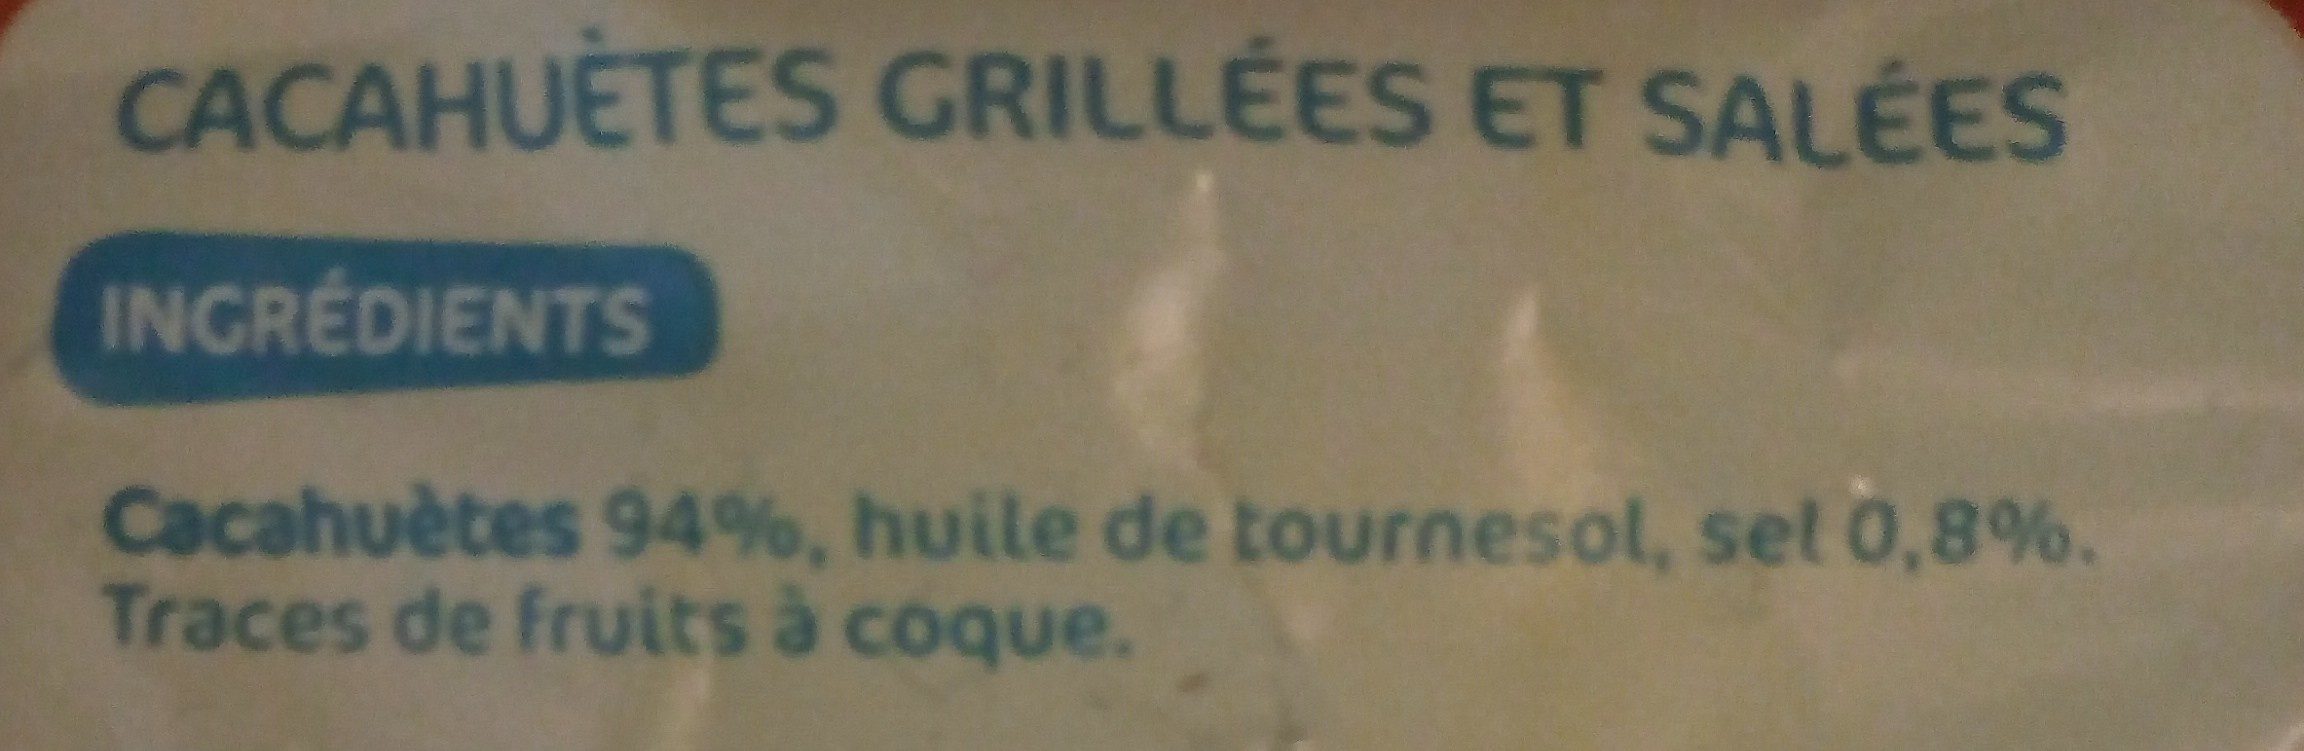 CACAHUÈTES GRILLÉES ET SALÉES
INGRÉDIENTS
Cacahuètes 94%, huile de tournesol, sel 0,8%.
Traces de fruits à coque.